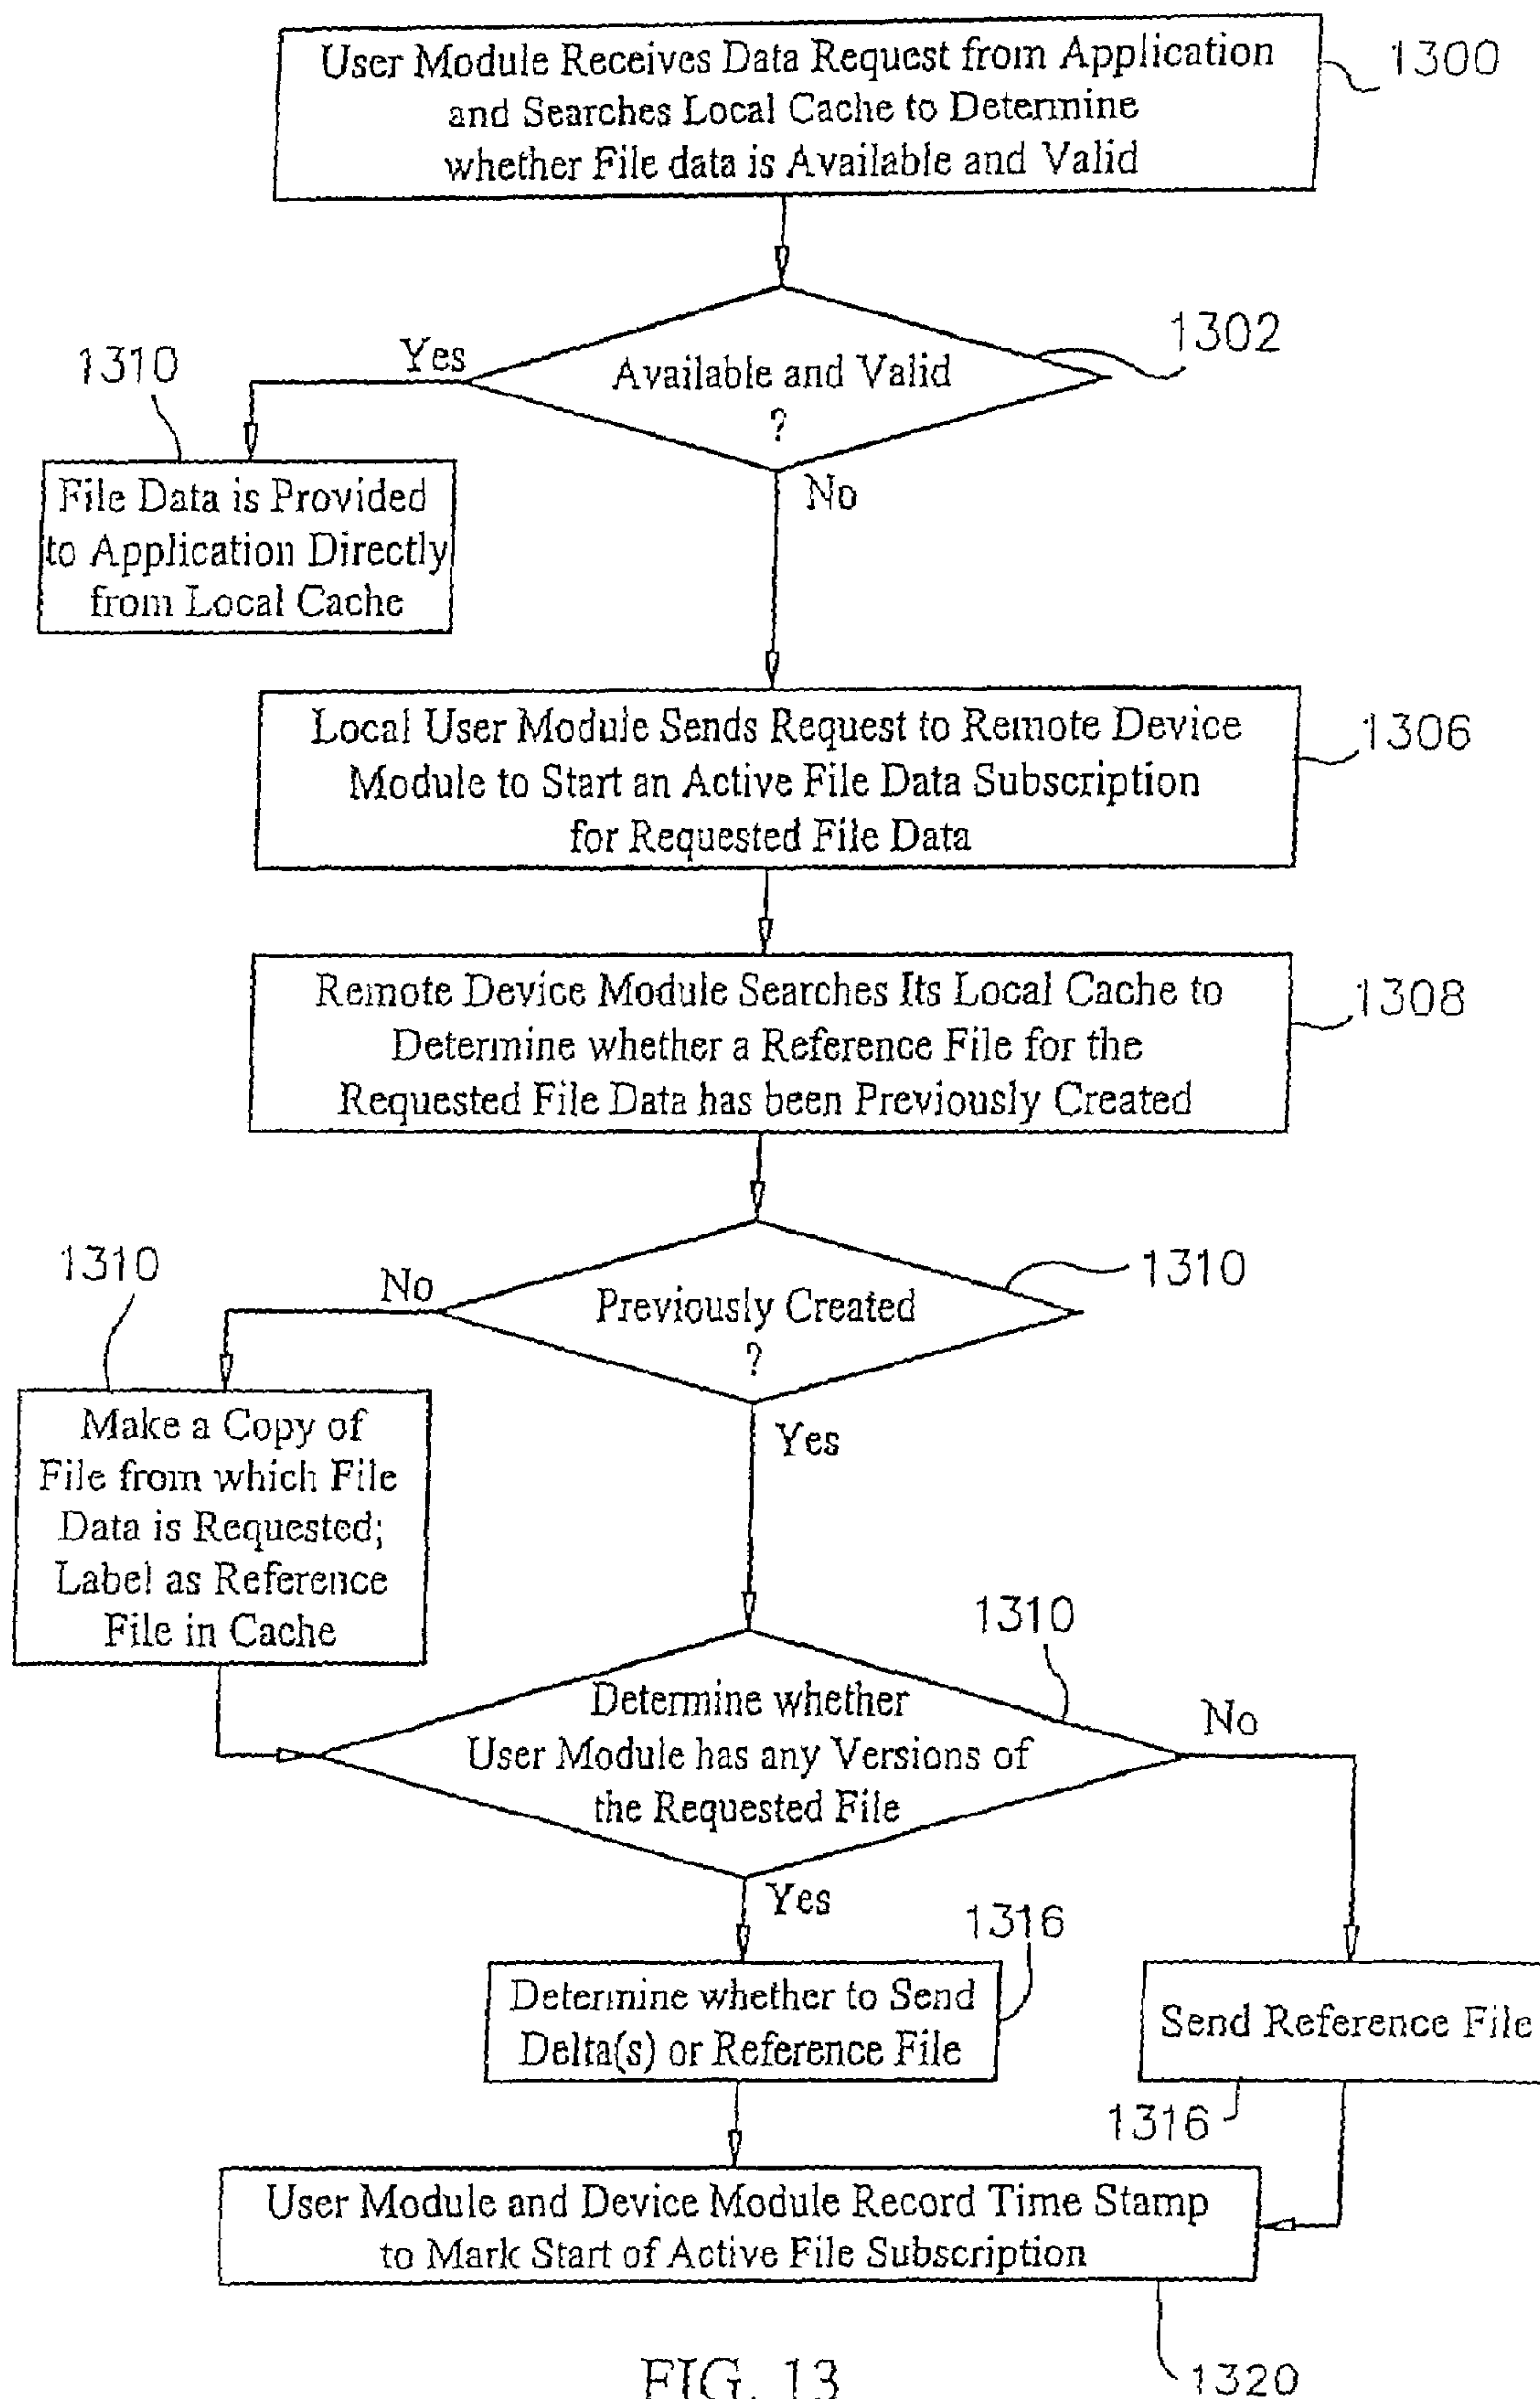 User Module Receives Data Request from Application
and Searches Local Cache to Determine
whether File data is Available and Valid
1300
1302
Available and Valid
?
Yes
1310
No
File Data is Provided
to Application Directly
from Local Cache
Local User Module Sends Request to Remote Device
Module to Start an Active File Data Subscription
for Requested File Data
1306
Remote Device Module Searches Its Local Cache to
Determine whether a Reference File for the
Requested File Data has been Previously Created
1308
Previously Created
?
1310
No
1310
Yes
Make a Copy of
File from which File
Data is Requested;
Label as Reference
File in Cache
1310
Determine whether
User Module has any Versions of
the Requested File
No
Yes
1316
Determine whether to Send
Delta(s) or Reference File
Send Reference File
1316
User Module and Device Module Record Time Stamp
to Mark Start of Active File Subscription
1320
FIG. 13